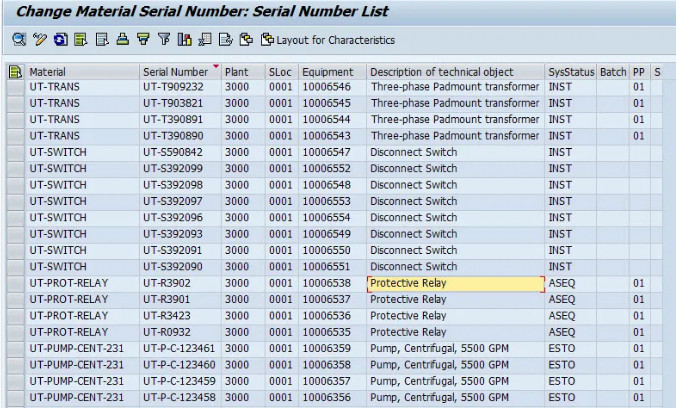 Change Material Serial Number: Serial Number List
Layout for Characteristics
Material Serial Number Plant SLoc Equipment Description of technical object SysStatus Batch PP S
UT-TRANS UT-T909232 3000 0001 10006546 Three-phase Padmount transformer INST 01
UT-TRANS UT-T903821 3000 0001 10006545 Three-phase Padmount transformer INST 01
UT-TRANS UT-T390891 3000 0001 10006544 Three-phase Padmount transformer INST 01
UT-TRANS UT-T390890 3000 0001 10006543 Three-phase Padmount transformer INST 01
UT-SWITCH UT-S590842 3000 0001 10006547 Disconnect Switch INST
UT-SWITCH UT-S392099 3000 0001 10006552 Disconnect Switch INST
UT-SWITCH UT-S392098 3000 0001 10006548 Disconnect Switch INST
UT-SWITCH UT-S392097 3000 0001 10006553 Disconnect Switch INST
UT-SWITCH UT-S392096 3000 0001 10006554 Disconnect Switch INST
UT-SWITCH UT-S392093 3000 0001 10006549 Disconnect Switch INST
UT-SWITCH UT-S392091 3000 0001 10006550 Disconnect Switch INST
UT-SWITCH UT-S392090 3000 0001 10006551 Disconnect Switch INST
UT-PROT-RELAY UT-R3902 3000 0001 10006538 Protective Relay ASEQ 01
UT-PROT-RELAY UT-R3901 3000 0001 10006537 Protective Relay ASEQ 01
UT-PROT-RELAY UT-R3423 3000 0001 10006536 Protective Relay ASEQ 01
UT-PROT-RELAY UT-R0932 3000 0001 10006535 Protective Relay ASEQ 01
UT-PUMP-CENT-231 UT-P-C-123461 3000 0001 10006359 Pump, Centrifugal, 5500 GPM ESTO 01
UT-PUMP-CENT-231 UT-P-C-123460 3000 0001 10006358 Pump, Centrifugal, 5500 GPM ESTO 01
UT-PUMP-CENT-231 UT-P-C-123459 3000 0001 10006357 Pump, Centrifugal, 5500 GPM ESTO 01
UT-PUMP-CENT-231 UT-P-C-123458 3000 0001 10006356 Pump, Centrifugal, 5500 GPM ESTO 01